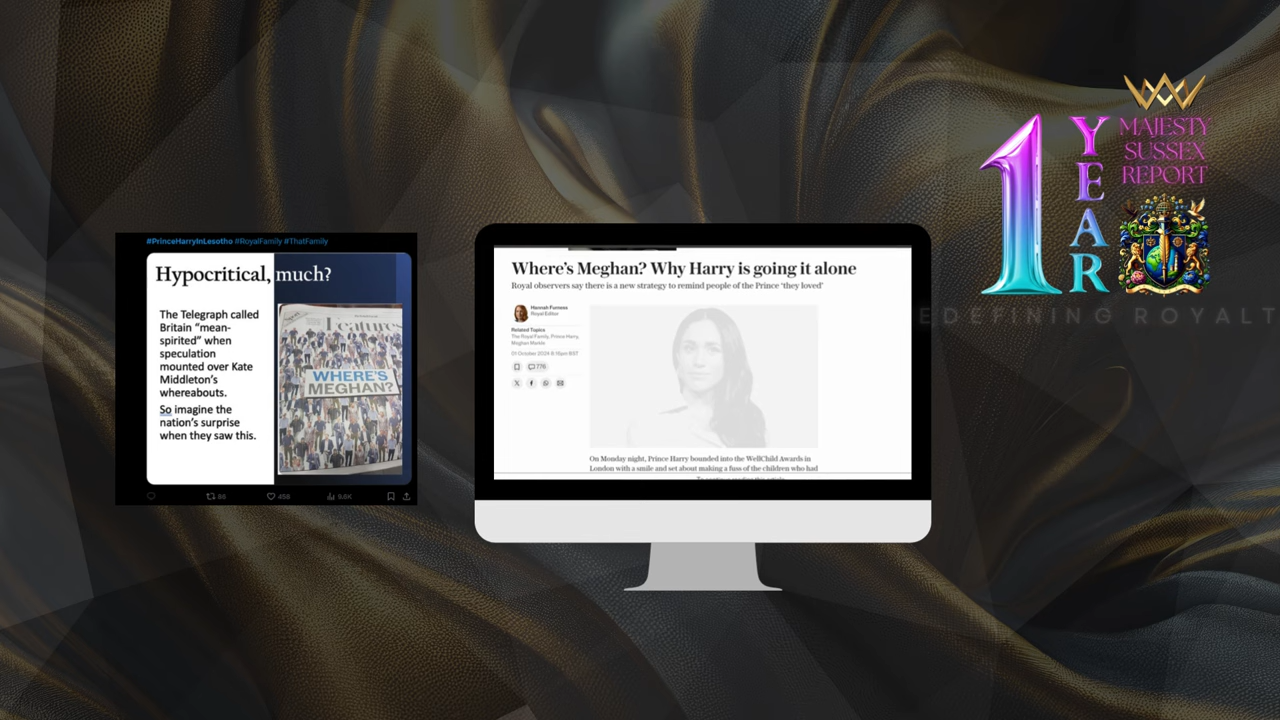 #PrinceHarryInLesotho #RoyalFamily #ThatFamily
Hypocritical, much?
The Telegraph called
Britain “mean-
spirited” when
speculation
mounted over Kate
Middleton’s
whereabouts.
So imagine the
nation’s surprise
when they saw this.
Features
WHERE'S
MEGHAN?
86
458
9.6K
Where’s Meghan? Why Harry is going it alone
Royal observers say there is a new strategy to remind people of the Prince ‘they loved’
Hannah Furness
Royal Editor
Related Topics
The Royal Family, Prince Harry,
Meghan Markle
01 October 2024 8:16pm BST
776
On Monday night, Prince Harry bounded into the WellChild Awards in
London with a smile and set about making a fuss of the children who had
1
YEAR
MAJESTY
SUSSEX
REPORT